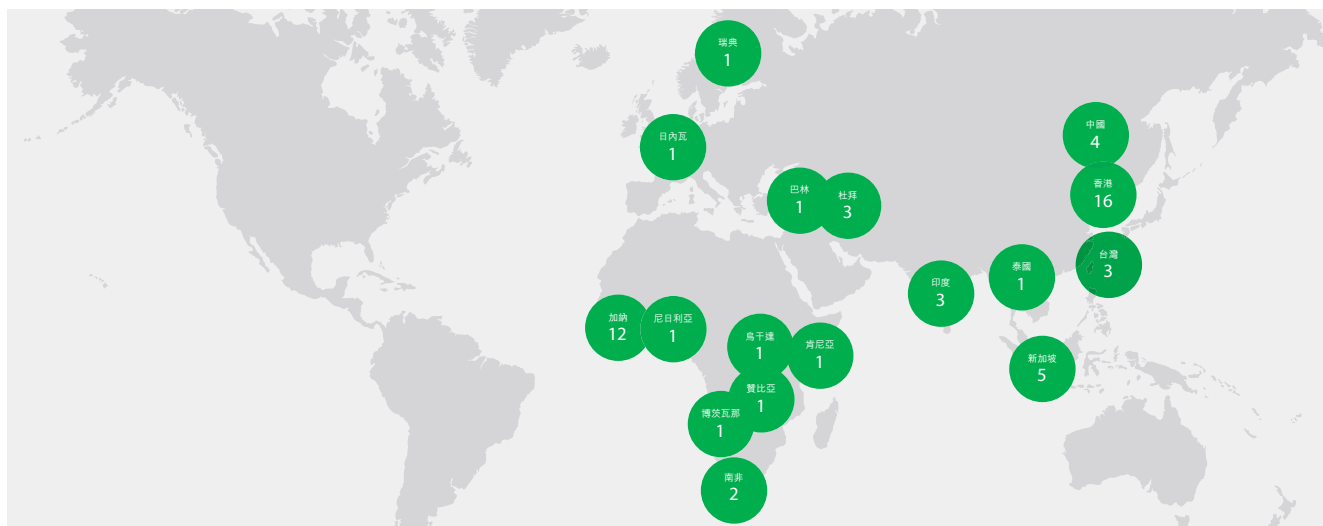 瑞典
1
日內瓦
1
中國
4
香港
16
巴林
1
杜拜
3
台灣
3
泰國
1
印度
3
加納
12
尼日利亞
1
烏干達
1
肯尼亞
1
新加坡
5
贊比亞
1
博茨瓦那
1
南非
2